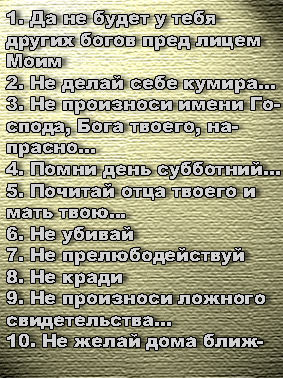 1. Да не будет у тебя
других богов пред лицем
Моим
2. Не делай себе кумира...
3. Не произноси имени Го-
спода, Бога твоего, на-
прасно...
4. Помни день субботний...
5. Почитай отца твоего и
мать твою...
6. Не убивай
7. Не прелюбодействуй
8. Не кради
9. Не произноси ложного
свидетельства...
10. Не желай дома ближ-